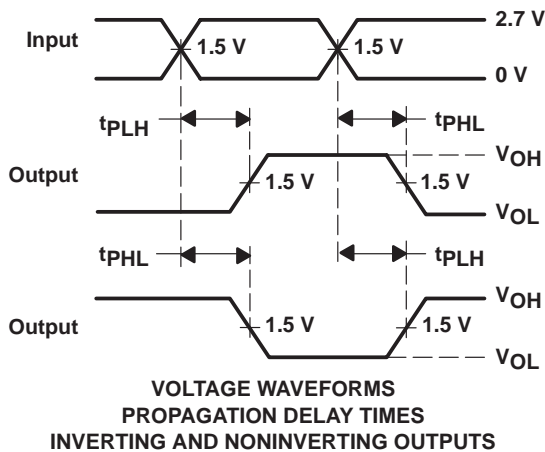 2.7 V
Input
1.5 V
1.5 V
0 V
tPLH
tPHL
VOH
Output
1.5 V
1.5 V
VOL
tPHL
tPLH
VOH
Output
1.5 V
1.5 V
VOL
VOLTAGE WAVEFORMS
PROPAGATION DELAY TIMES
INVERTING AND NONINVERTING OUTPUTS